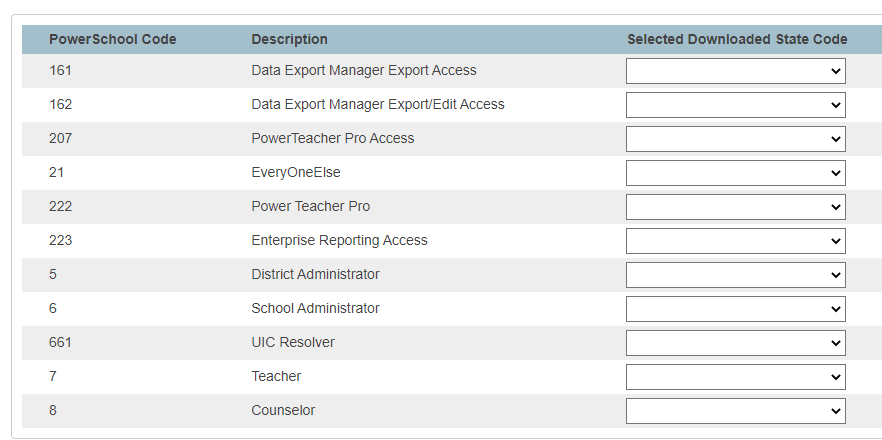 PowerSchool Code Description Selected Downloaded State Code
161 Data Export Manager Export Access
162 Data Export Manager Export/Edit Access
207 PowerTeacher Pro Access
21 EveryOneElse
222 Power Teacher Pro
223 Enterprise Reporting Access
5 District Administrator
6 School Administrator
661 UIC Resolver
7 Teacher
8 Counselor